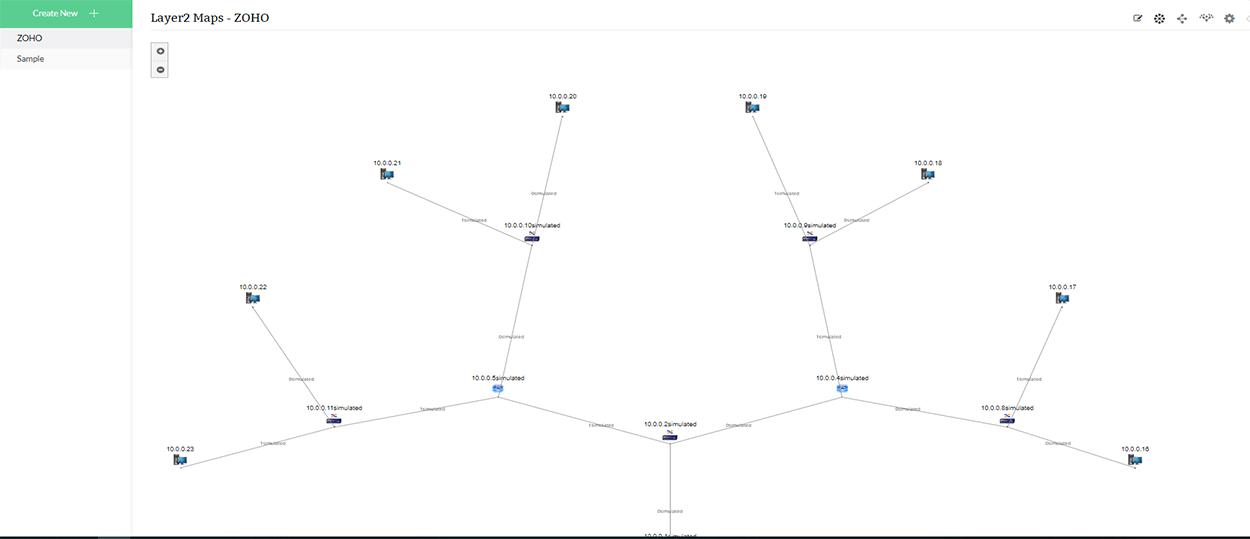 Create New +
Layer2 Maps - ZOHO
ZOHO
Sample
10.0.0.20
10.0.0.19
10.0.0.21
10.0.0.18
0simulated
1simulated
1simulated
0simulated
10.0.0.10simulated
10.0.0.9simulated
10.0.0.22
10.0.0.17
0simulated
1simulated
10.0.0.5simulated
10.0.0.4simulated
0simulated
1simulated
10.0.0.11simulated
1simulated
0simulated
10.0.0.8simulated
10.0.0.2simulated
1simulated
0simulated
10.0.0.23
1simulated
0simulated
10.0.0.16
0simulated